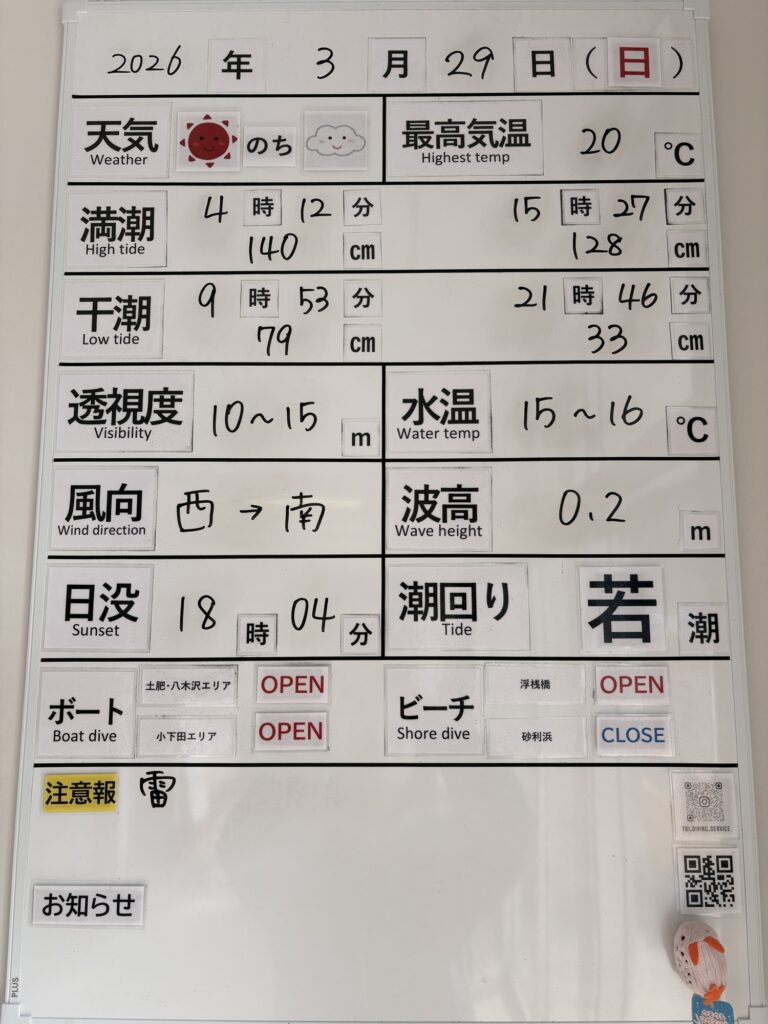 2026 年 3 月 29 日 (日)
天気 Weather のち 最高気温 Highest temp 20 ℃
満潮 High tide 4 時 12 分 140 cm 15 時 27 分 128 cm
干潮 Low tide 9 時 53 分 79 cm 21 時 46 分 33 cm
透視度 Visibility 10～15 m 水温 Water temp 15～16 ℃
風向 Wind direction 西→南 波高 Wave height 0.2 m
日没 Sunset 18 時 04 分 潮回り Tide 若 潮
ボート Boat dive 土肥・八木沢エリア OPEN 小下田エリア OPEN ビーチ Shore dive 浮桟橋 OPEN 砂利浜 CLOSE
注意報 雷
TOI.DIVING.SERVICE
お知らせ
PLUS